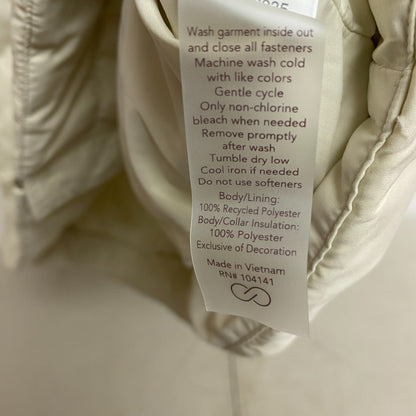 Wash garment inside out
and close all fasteners
Machine wash cold
with like colors
Gentle cycle
Only non-chlorine
bleach when needed
Remove promptly
after wash
Tumble dry low
Cool iron if needed
Do not use softeners
Body/Lining:
100% Recycled Polyester
Body/Collar Insulation:
100% Polyester
Exclusive of Decoration
Made in Vietnam
RN# 104141